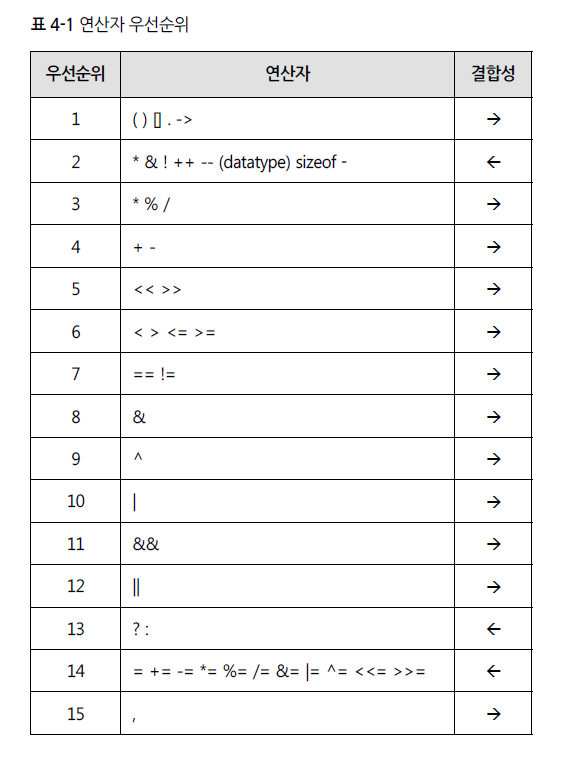 표 4-1 연산자 우선순위
우선순위 연산자 결합성
1 ( ) [] . -> →
2 * & ! ++ -- (datatype) sizeof - ←
3 * % / →
4 + - →
5 << >> →
6 < > <= >= →
7 == != →
8 & →
9 ^ →
10 | →
11 && →
12 || →
13 ? : ←
14 = += -= *= %= /= &= |= ^= <<= >>= ←
15 , →